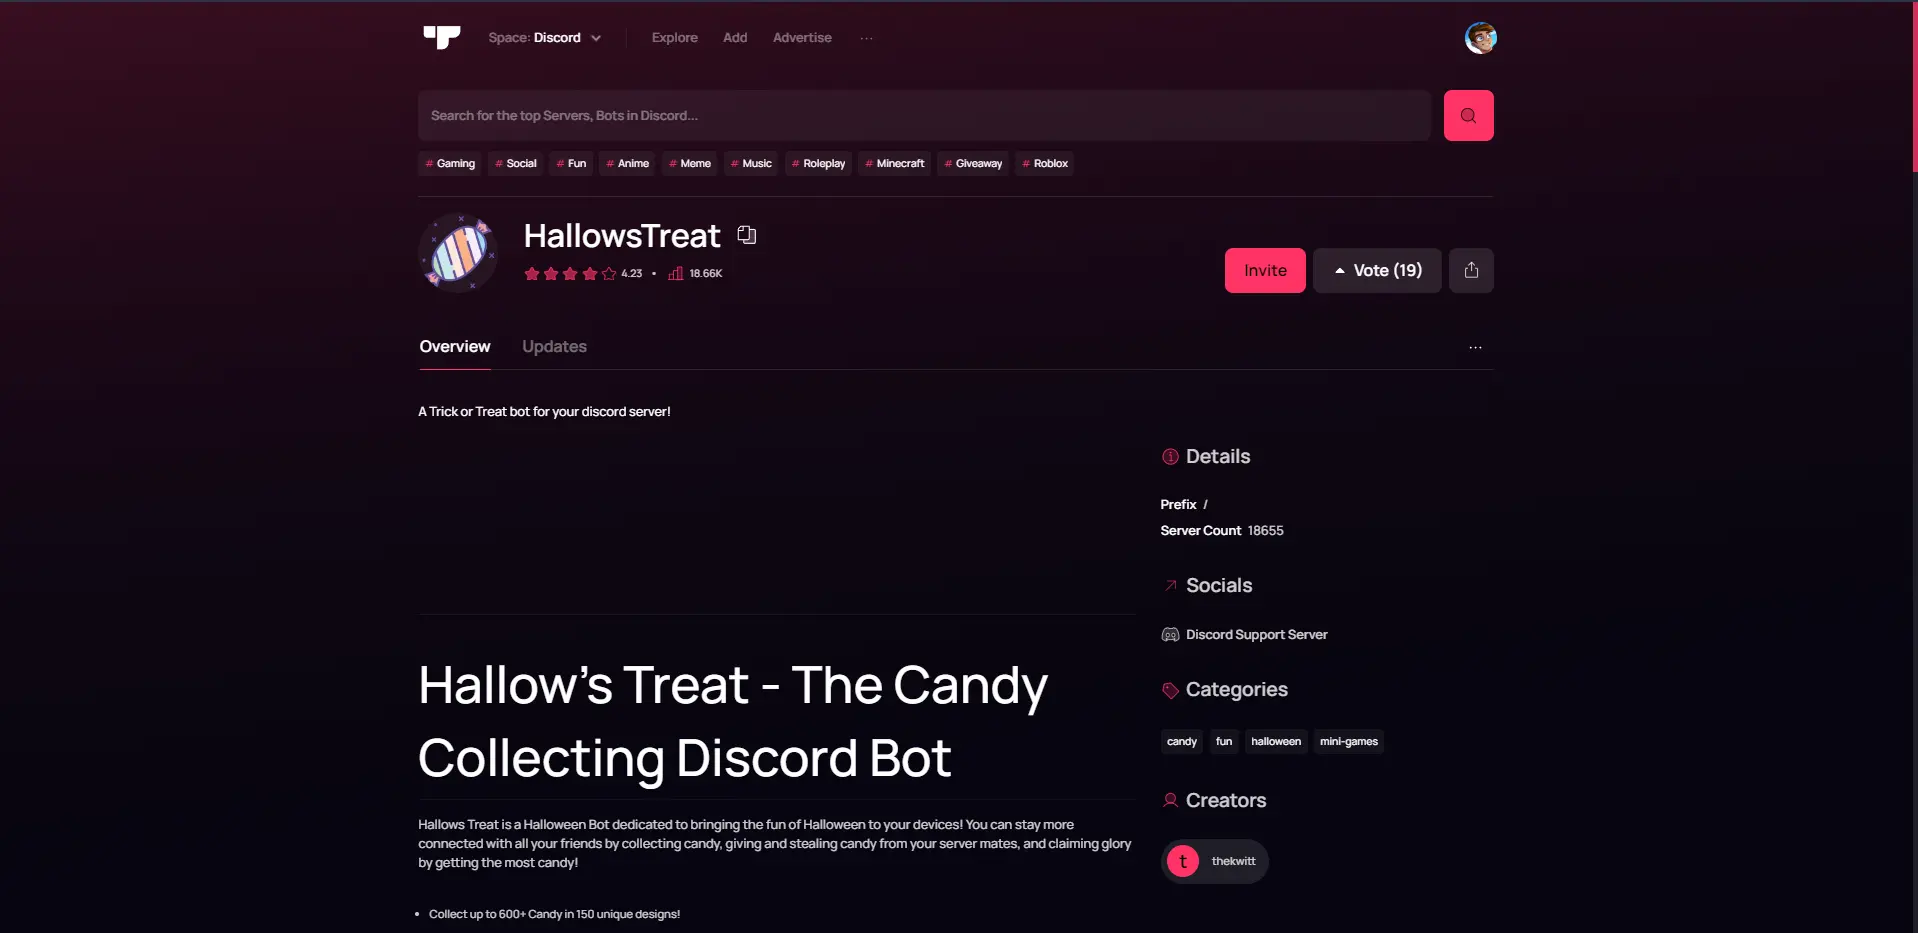 Space: Discord
Explore
Add
Advertise
...
Search for the top Servers, Bots in Discord...
# Gaming
# Social
# Fun
# Anime
# Meme
# Music
# Roleplay
# Minecraft
# Giveaway
# Roblox
HallowsTreat
4.23 • 18.66K
Invite
Vote (19)
Overview
Updates
...
A Trick or Treat bot for your discord server!
Details
Prefix /
Server Count 18655
Socials
Discord Support Server
Categories
candy
fun
halloween
mini-games
Creators
t thekwitt
Hallow's Treat - The Candy
Collecting Discord Bot
Hallows Treat is a Halloween Bot dedicated to bringing the fun of Halloween to your devices! You can stay more
connected with all your friends by collecting candy, giving and stealing candy from your server mates, and claiming glory
by getting the most candy!
• Collect up to 600+ Candy in 150 unique designs!